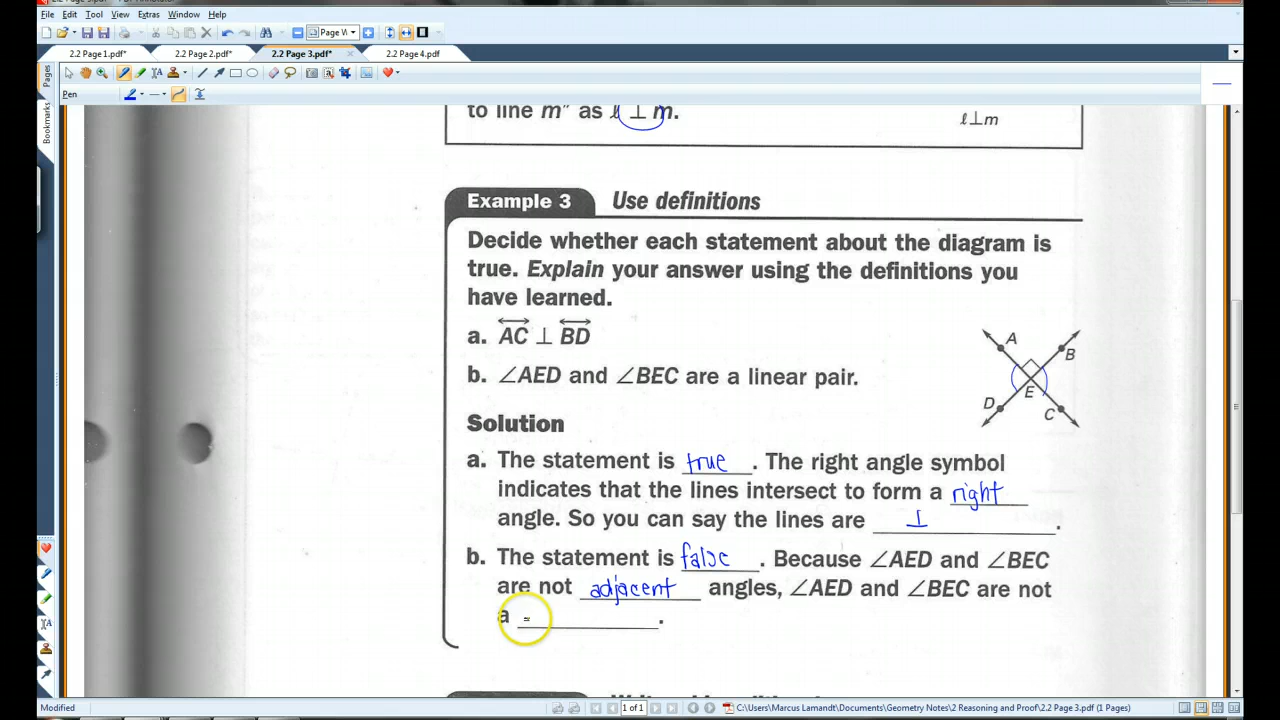 Edit Tool View Extras Window Help
Page W
2.2 Page 1.pdf* 2.2 Page 2.pdf* 2.2 Page 3.pdf* 2.2 Page 4.pdf
Pages
Bookmarks
Pen
to line m" as ℓ ⊥ m.
ℓ⊥m
Example 3 Use definitions
Decide whether each statement about the diagram is
true. Explain your answer using the definitions you
have learned.
a. AC ⊥ BD
b. ∠AED and ∠BEC are a linear pair.
A
B
E
D
C
Solution
a. The statement is true. The right angle symbol
indicates that the lines intersect to form a right
angle. So you can say the lines are ⊥.
b. The statement is false. Because ∠AED and ∠BEC
are not adjacent angles, ∠AED and ∠BEC are not
a ____.
Modified
1 of 1
C:\Users\Marcus Lamandt\Documents\Geometry Notes\2 Reasoning and Proof\2.2 Page 3.pdf (1 Pages)